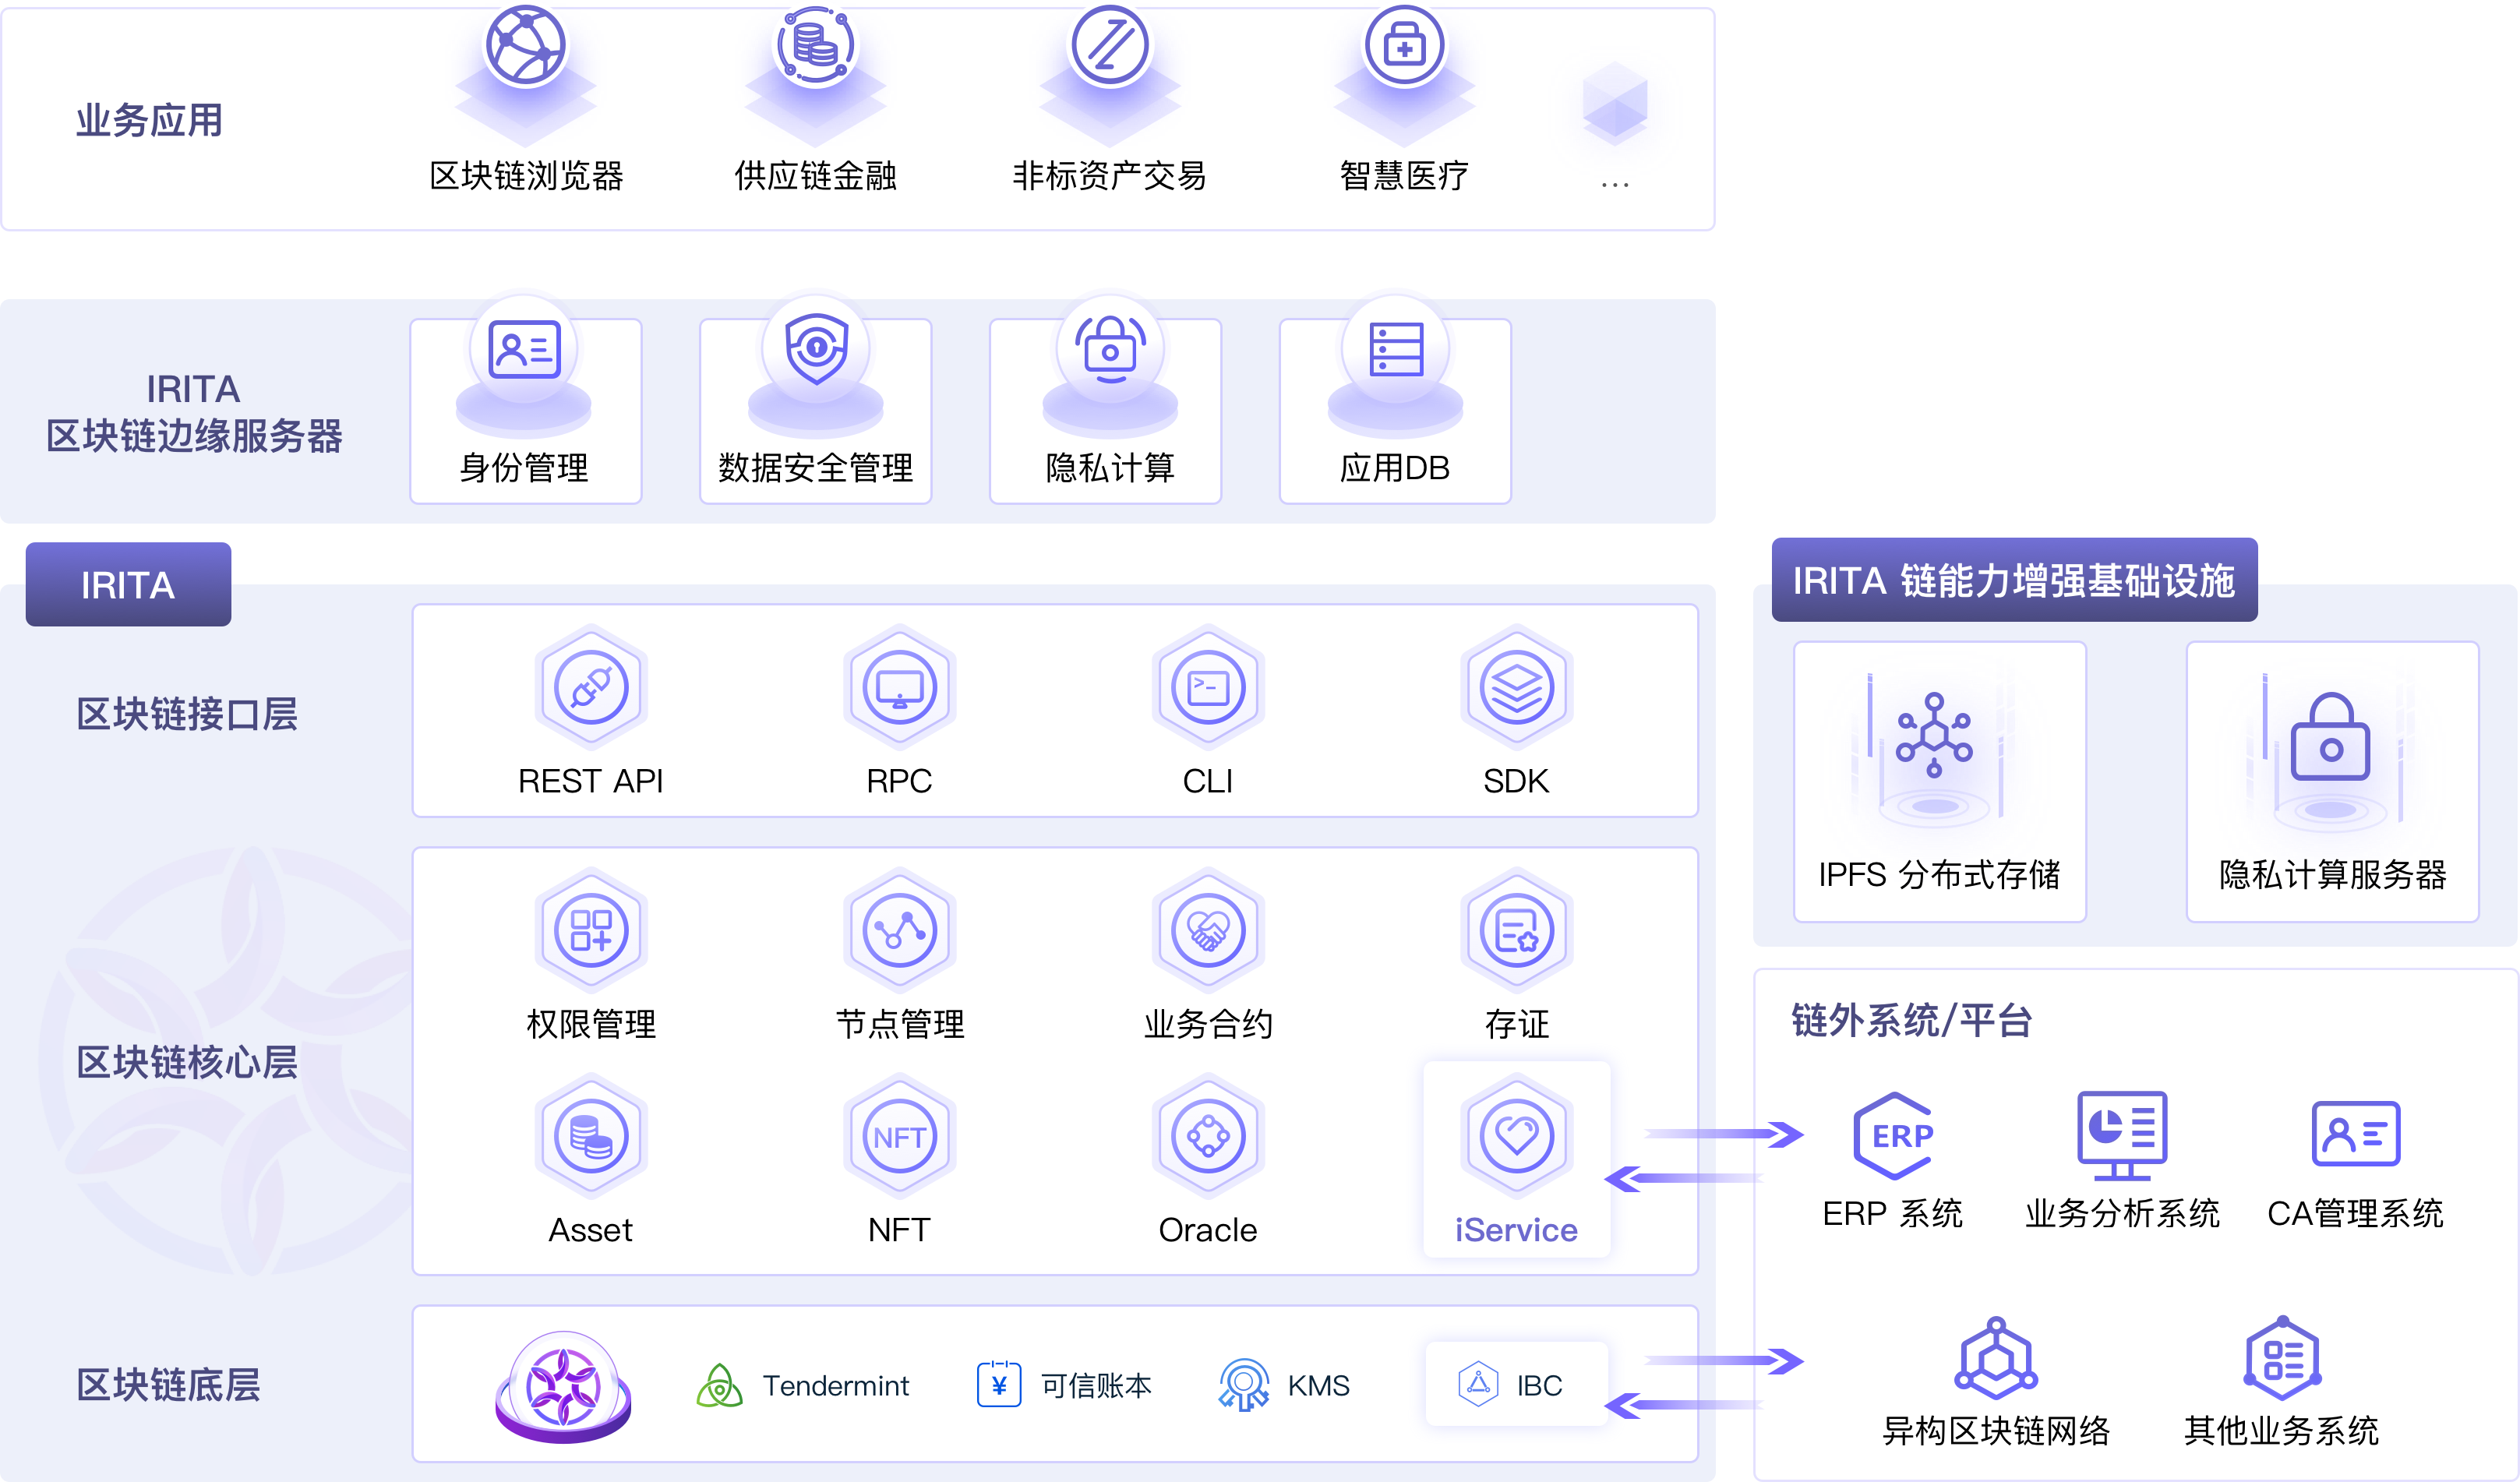 业务应用
区块链浏览器
供应链金融
非标资产交易
智慧医疗
...
IRITA
区块链边缘服务器
身份管理
数据安全管理
隐私计算
应用DB
IRITA
区块链接口层
REST API
RPC
CLI
SDK
区块链核心层
权限管理
节点管理
业务合约
存证
NFT
Asset
NFT
Oracle
iService
区块链底层
Tendermint
可信账本
KMS
IBC
IRITA 链能力增强基础设施
IPFS 分布式存储
隐私计算服务器
链外系统/平台
ERP
ERP 系统
业务分析系统
CA管理系统
异构区块链网络
其他业务系统